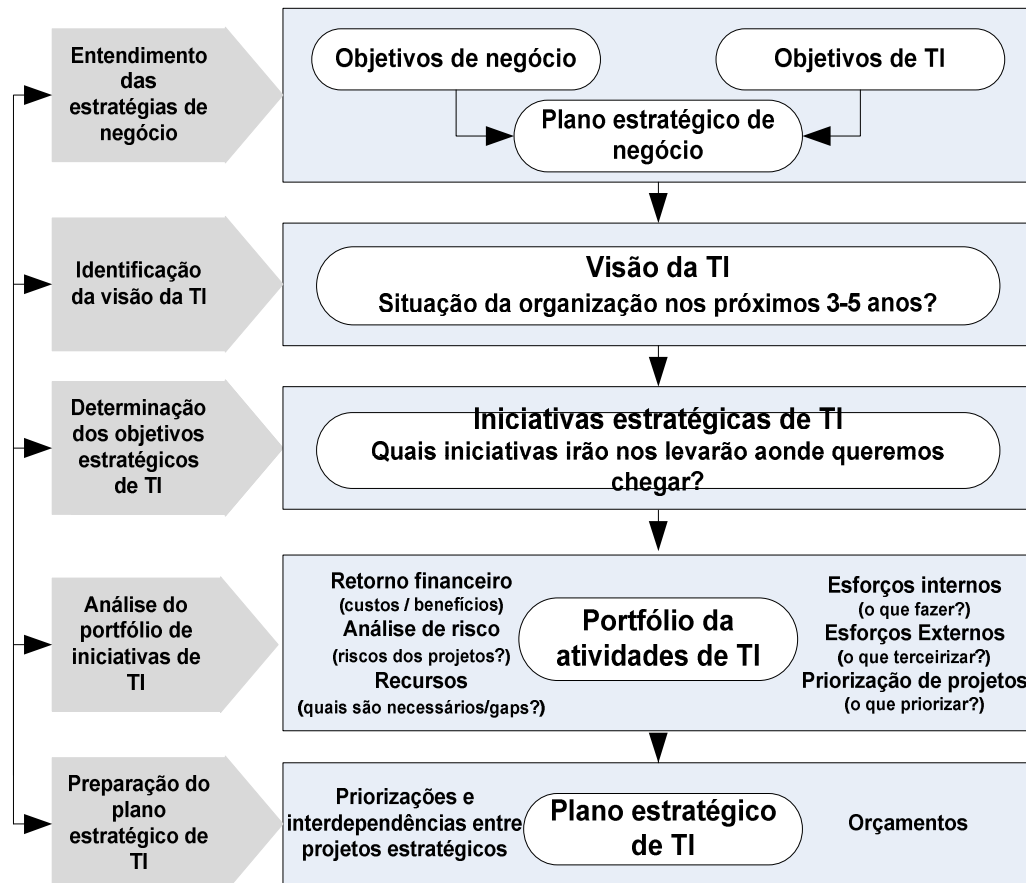 Entendimento
das
estratégias de
negócio
Objetivos de negócio
Objetivos de TI
Plano estratégico de
negócio
Identificação
da visão da TI
Visão da TI
Situação da organização nos próximos 3-5 anos?
Determinação
dos objetivos
estratégicos
de TI
Iniciativas estratégicas de TI
Quais iniciativas irão nos levarão aonde queremos
chegar?
Análise do
portfólio de
iniciativas de
TI
Retorno financeiro
(custos / benefícios)
Análise de risco
(riscos dos projetos?)
Recursos
(quais são necessários/gaps?)
Portfólio da
atividades de TI
Esforços internos
(o que fazer?)
Esforços Externos
(o que terceirizar?)
Priorização de projetos
(o que priorizar?)
Preparação do
plano
estratégico de
TI
Priorizações e
interdependências entre
projetos estratégicos
Plano estratégico
de TI
Orçamentos